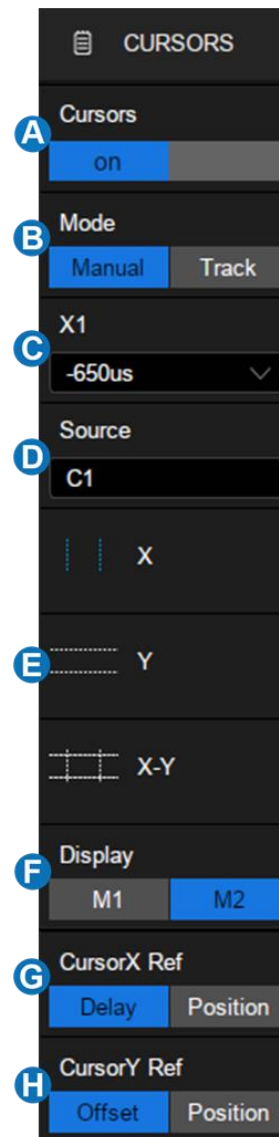 CURSORS
A
Cursors
on
B
Mode
Manual Track
C
X1
-650us
D
Source
C1
X
E
Y
X-Y
F
Display
M1 M2
G
CursorX Ref
Delay Position
H
CursorY Ref
Offset Position